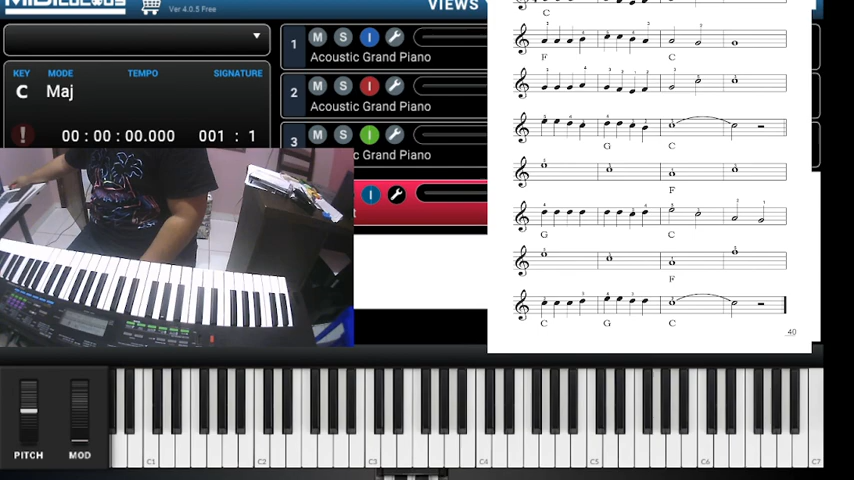 Ver 4.0.5 Free
VIEWS
1 M S I
Acoustic Grand Piano
2 M S I
Acoustic Grand Piano
3 M S I
Grand Piano
KEY MODE TEMPO SIGNATURE
C Maj
00 : 00 : 00.000 001 : 1
C
F C
G C
F
G C
F
C G C
40
PITCH MOD
C1 C2 C3 C4 C5 C6 C7